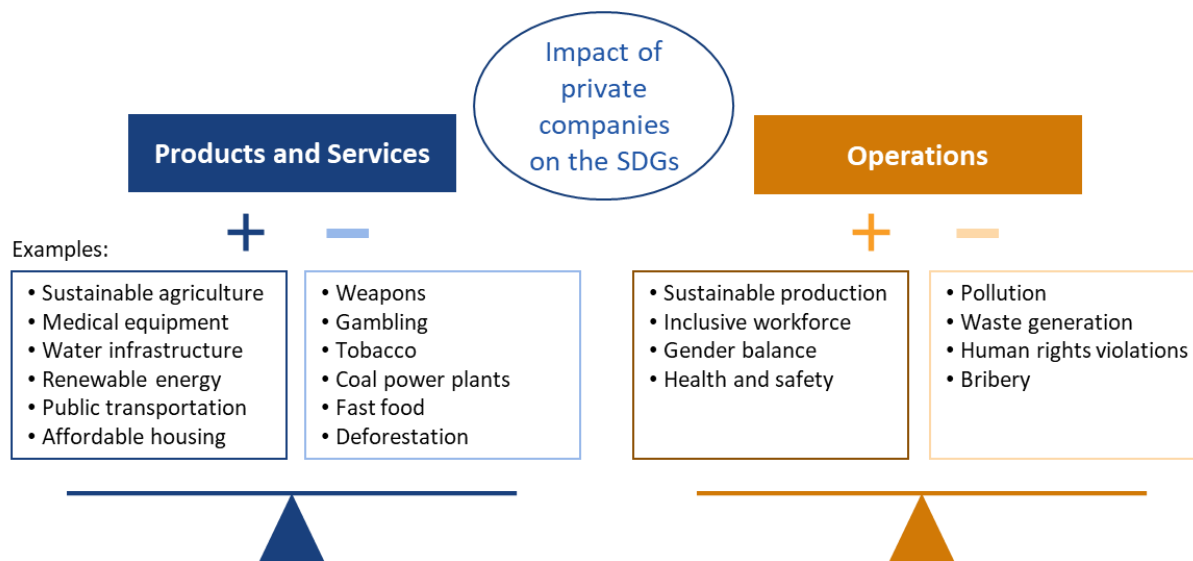 Impact of
private
companies
on the SDGs
Products and Services
Operations
+
−
+
−
Examples:
• Sustainable agriculture
• Medical equipment
• Water infrastructure
• Renewable energy
• Public transportation
• Affordable housing
• Weapons
• Gambling
• Tobacco
• Coal power plants
• Fast food
• Deforestation
• Sustainable production
• Inclusive workforce
• Gender balance
• Health and safety
• Pollution
• Waste generation
• Human rights violations
• Bribery